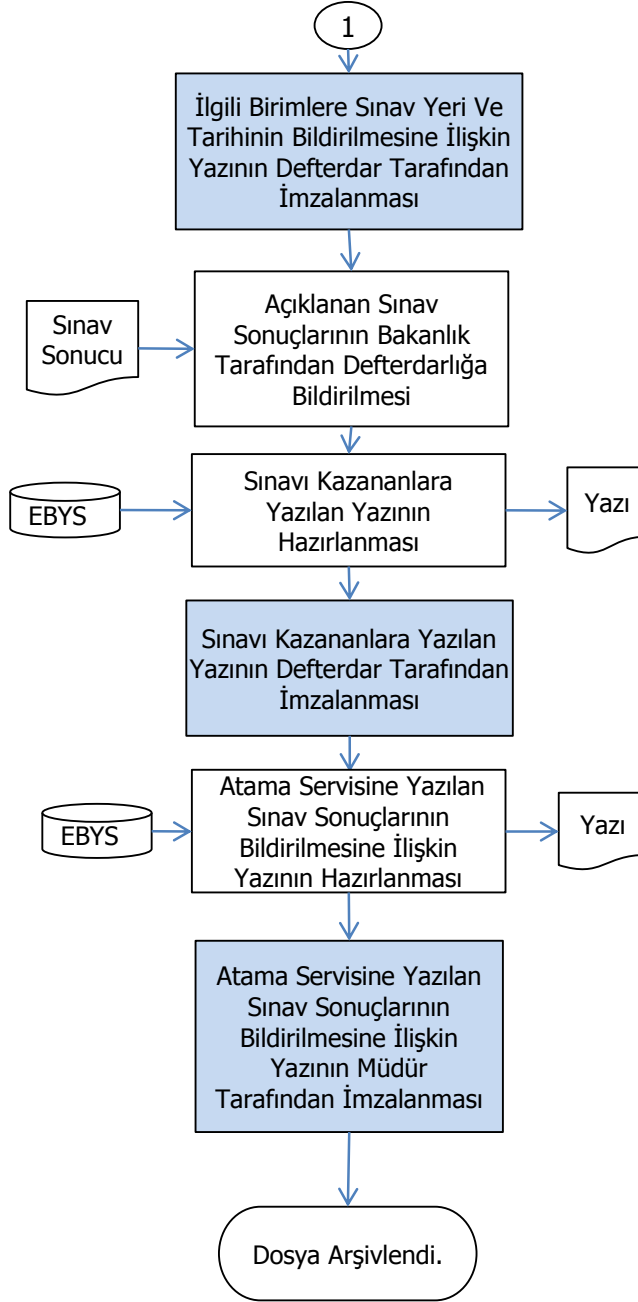 1
İlgili Birimlere Sınav Yeri Ve
Tarihinin Bildirilmesine İlişkin
Yazının Defterdar Tarafından
İmzalanması
Sınav
Sonucu
Açıklanan Sınav
Sonuçlarının Bakanlık
Tarafından Defterdarlığa
Bildirilmesi
EBYS
Sınavı Kazananlara
Yazılan Yazının
Hazırlanması
Yazı
Sınavı Kazananlara Yazılan
Yazının Defterdar Tarafından
İmzalanması
EBYS
Atama Servisine Yazılan
Sınav Sonuçlarının
Bildirilmesine İlişkin
Yazının Hazırlanması
Yazı
Atama Servisine Yazılan
Sınav Sonuçlarının
Bildirilmesine İlişkin
Yazının Müdür
Tarafından İmzalanması
Dosya Arşivlendi.